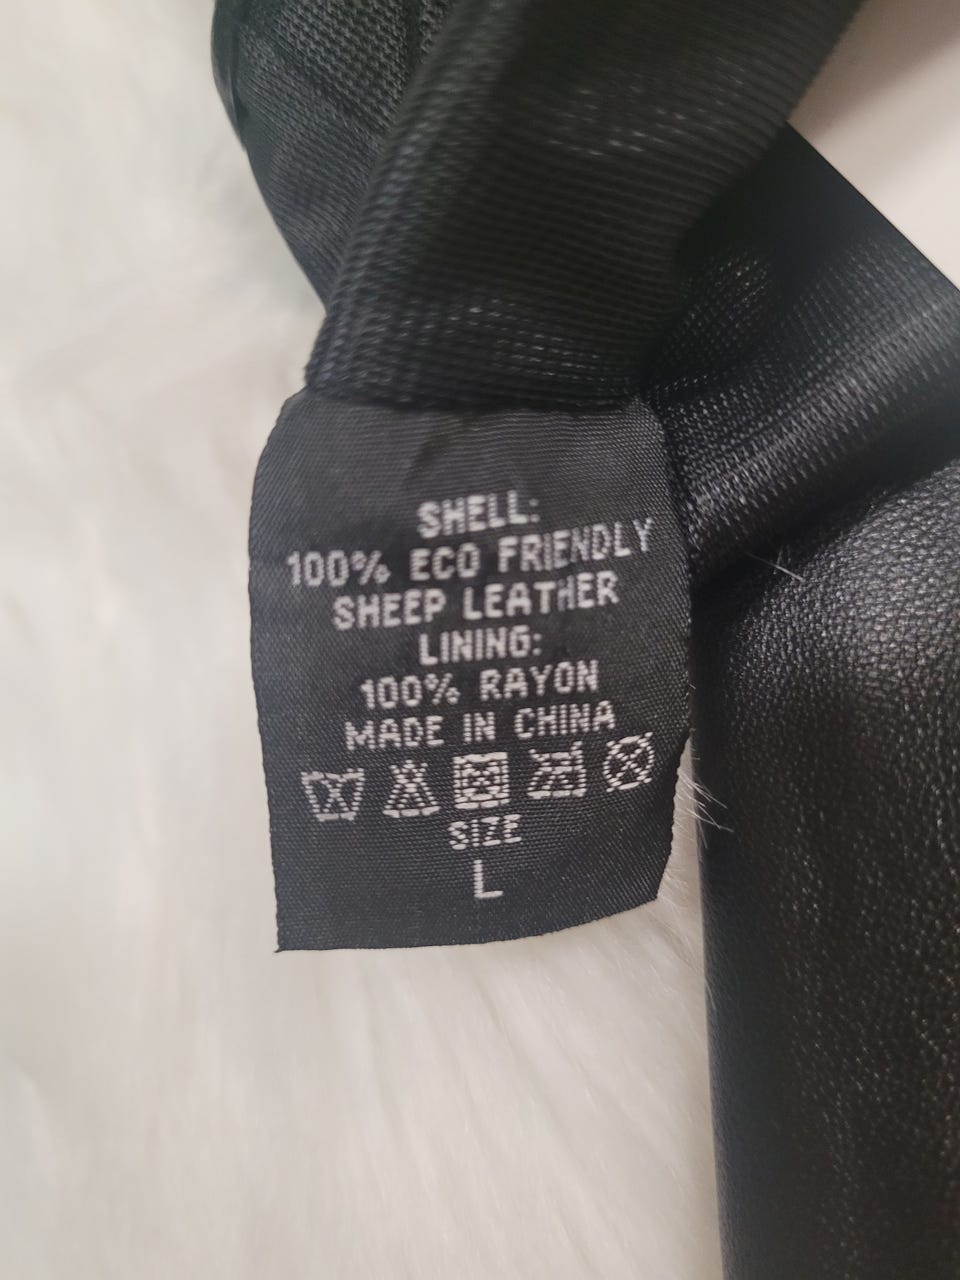 SHELL:
100% ECO FRIENDLY
SHEEP LEATHER
LINING:
100% RAYON
MADE IN CHINA
SIZE
L